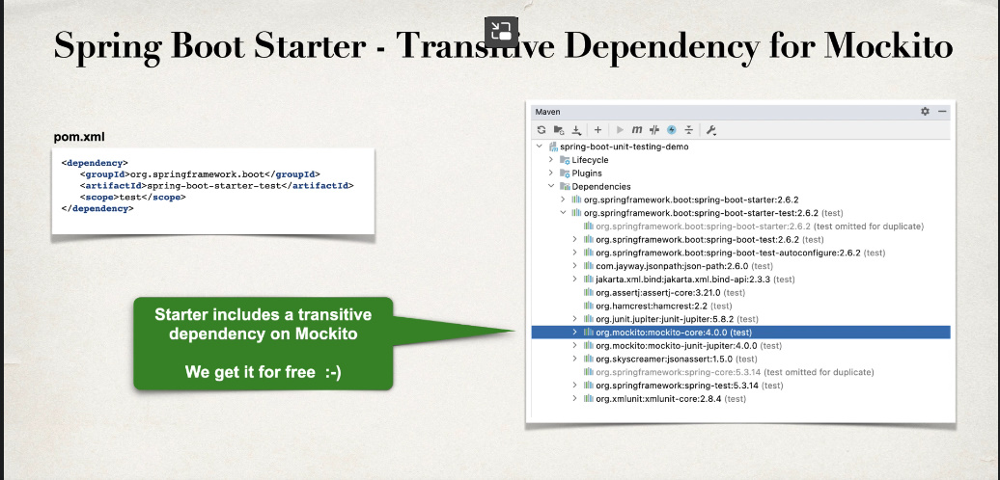 Spring Boot Starter - Transitive Dependency for Mockito
pom.xml
<dependency>
<groupId>org.springframework.boot</groupId>
<artifactId>spring-boot-starter-test</artifactId>
<scope>test</scope>
</dependency>
Starter includes a transitive
dependency on Mockito
We get it for free :-)
Maven
spring-boot-unit-testing-demo
Lifecycle
Plugins
Dependencies
org.springframework.boot:spring-boot-starter:2.6.2
org.springframework.boot:spring-boot-starter-test:2.6.2 (test)
org.springframework.boot:spring-boot-starter:2.6.2 (test omitted for duplicate)
org.springframework.boot:spring-boot-test:2.6.2 (test)
org.springframework.boot:spring-boot-test-autoconfigure:2.6.2 (test)
com.jayway.jsonpath:json-path:2.6.0 (test)
jakarta.xml.bind:jakarta.xml.bind-api:2.3.3 (test)
org.assertj:assertj-core:3.21.0 (test)
org.hamcrest:hamcrest:2.2 (test)
org.junit.jupiter:junit-jupiter:5.8.2 (test)
org.mockito:mockito-core:4.0.0 (test)
org.mockito:mockito-junit-jupiter:4.0.0 (test)
org.skyscreamer:jsonassert:1.5.0 (test)
org.springframework:spring-core:5.3.14 (test omitted for duplicate)
org.springframework:spring-test:5.3.14 (test)
org.xmlunit:xmlunit-core:2.8.4 (test)